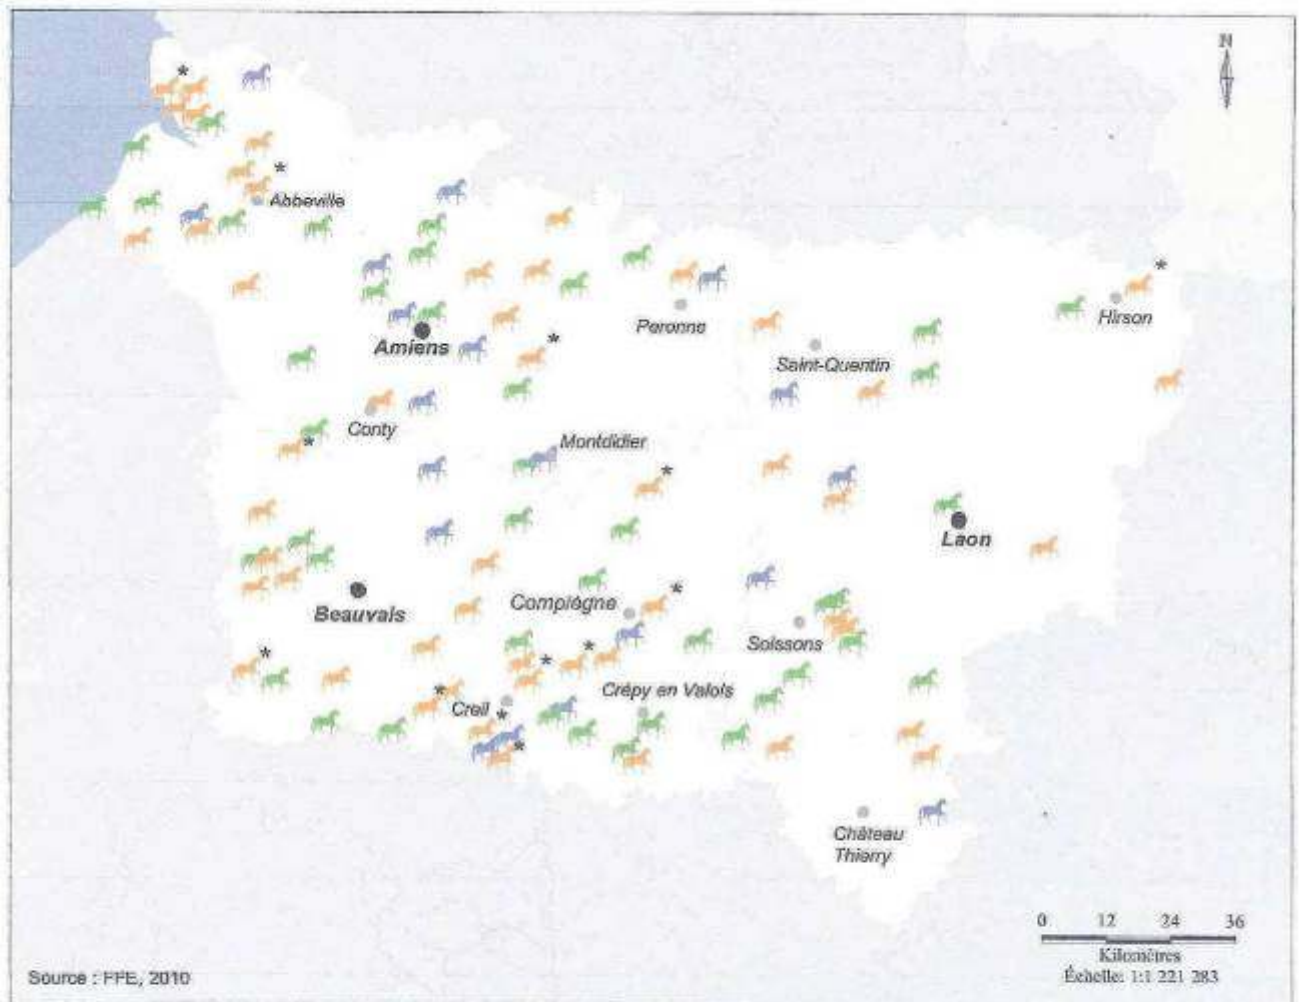 N
Abbeville
Peronne
Hirson
Amiens
Saint-Quentin
Conty
Montdidier
Laon
Compiègne
Beauvais
Soissons
Crépy en Valois
Creil
Château
Thierry
0 12 24 36
Kilomètres
Échelle: 1:1 221 283
Source : FFE, 2010